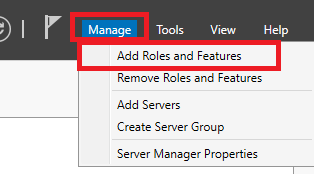 Manage Tools View Help
Add Roles and Features
Remove Roles and Features
Add Servers
Create Server Group
Server Manager Properties